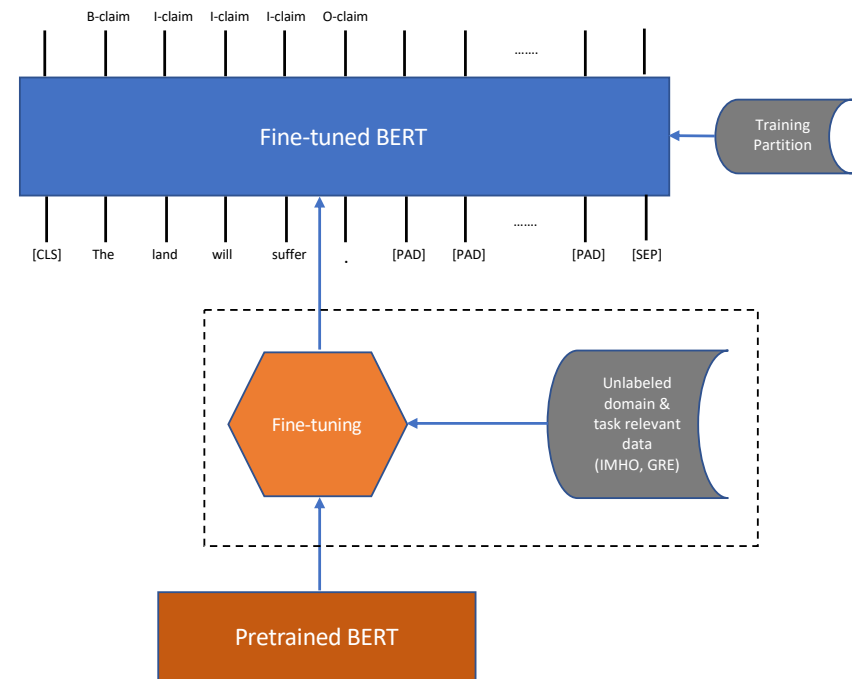 B-claim I-claim I-claim I-claim O-claim
…….
Fine-tuned BERT
Training
Partition
…….
[CLS] The land will suffer . [PAD] [PAD] [PAD] [SEP]
Fine-tuning
Unlabeled
domain &
task relevant
data
(IMHO, GRE)
Pretrained BERT